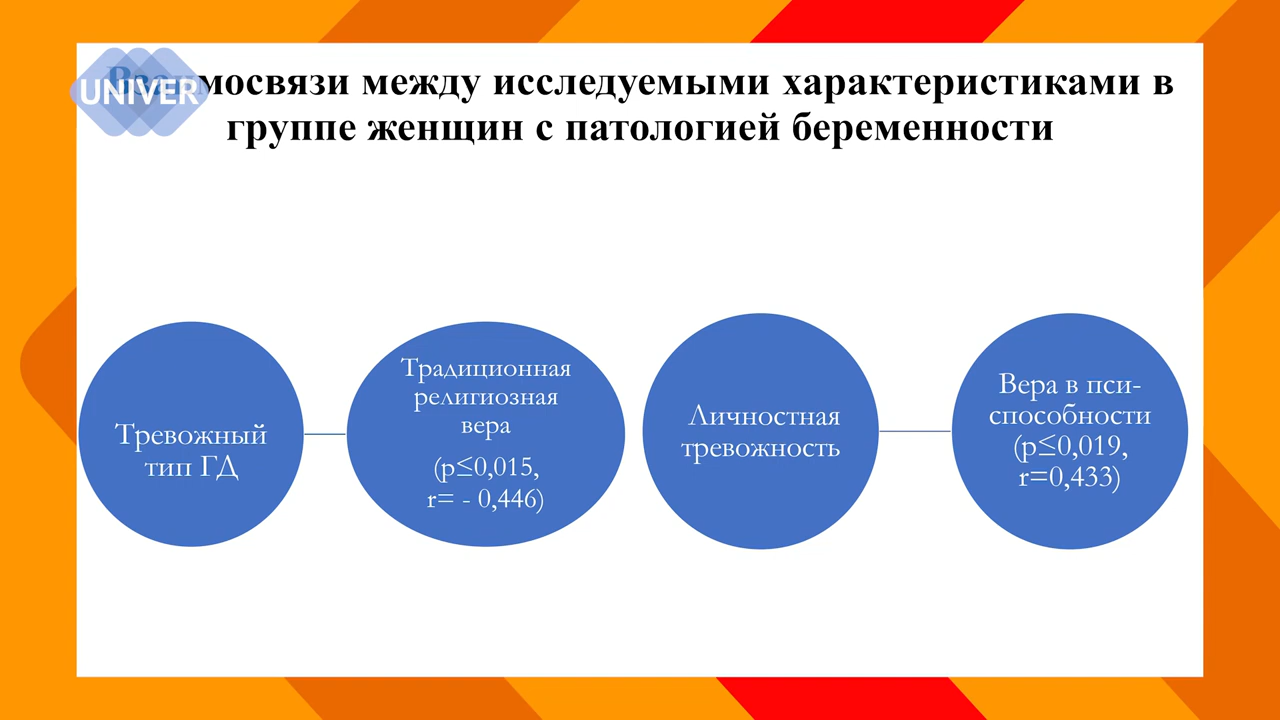 UNIVER
Взаимосвязи между исследуемыми характеристиками в
группе женщин с патологией беременности
Тревожный
тип ГД
Традиционная
религиозная
вера
(p≤0,015,
r= - 0,446)
Личностная
тревожность
Вера в пси-
способности
(p≤0,019,
r=0,433)